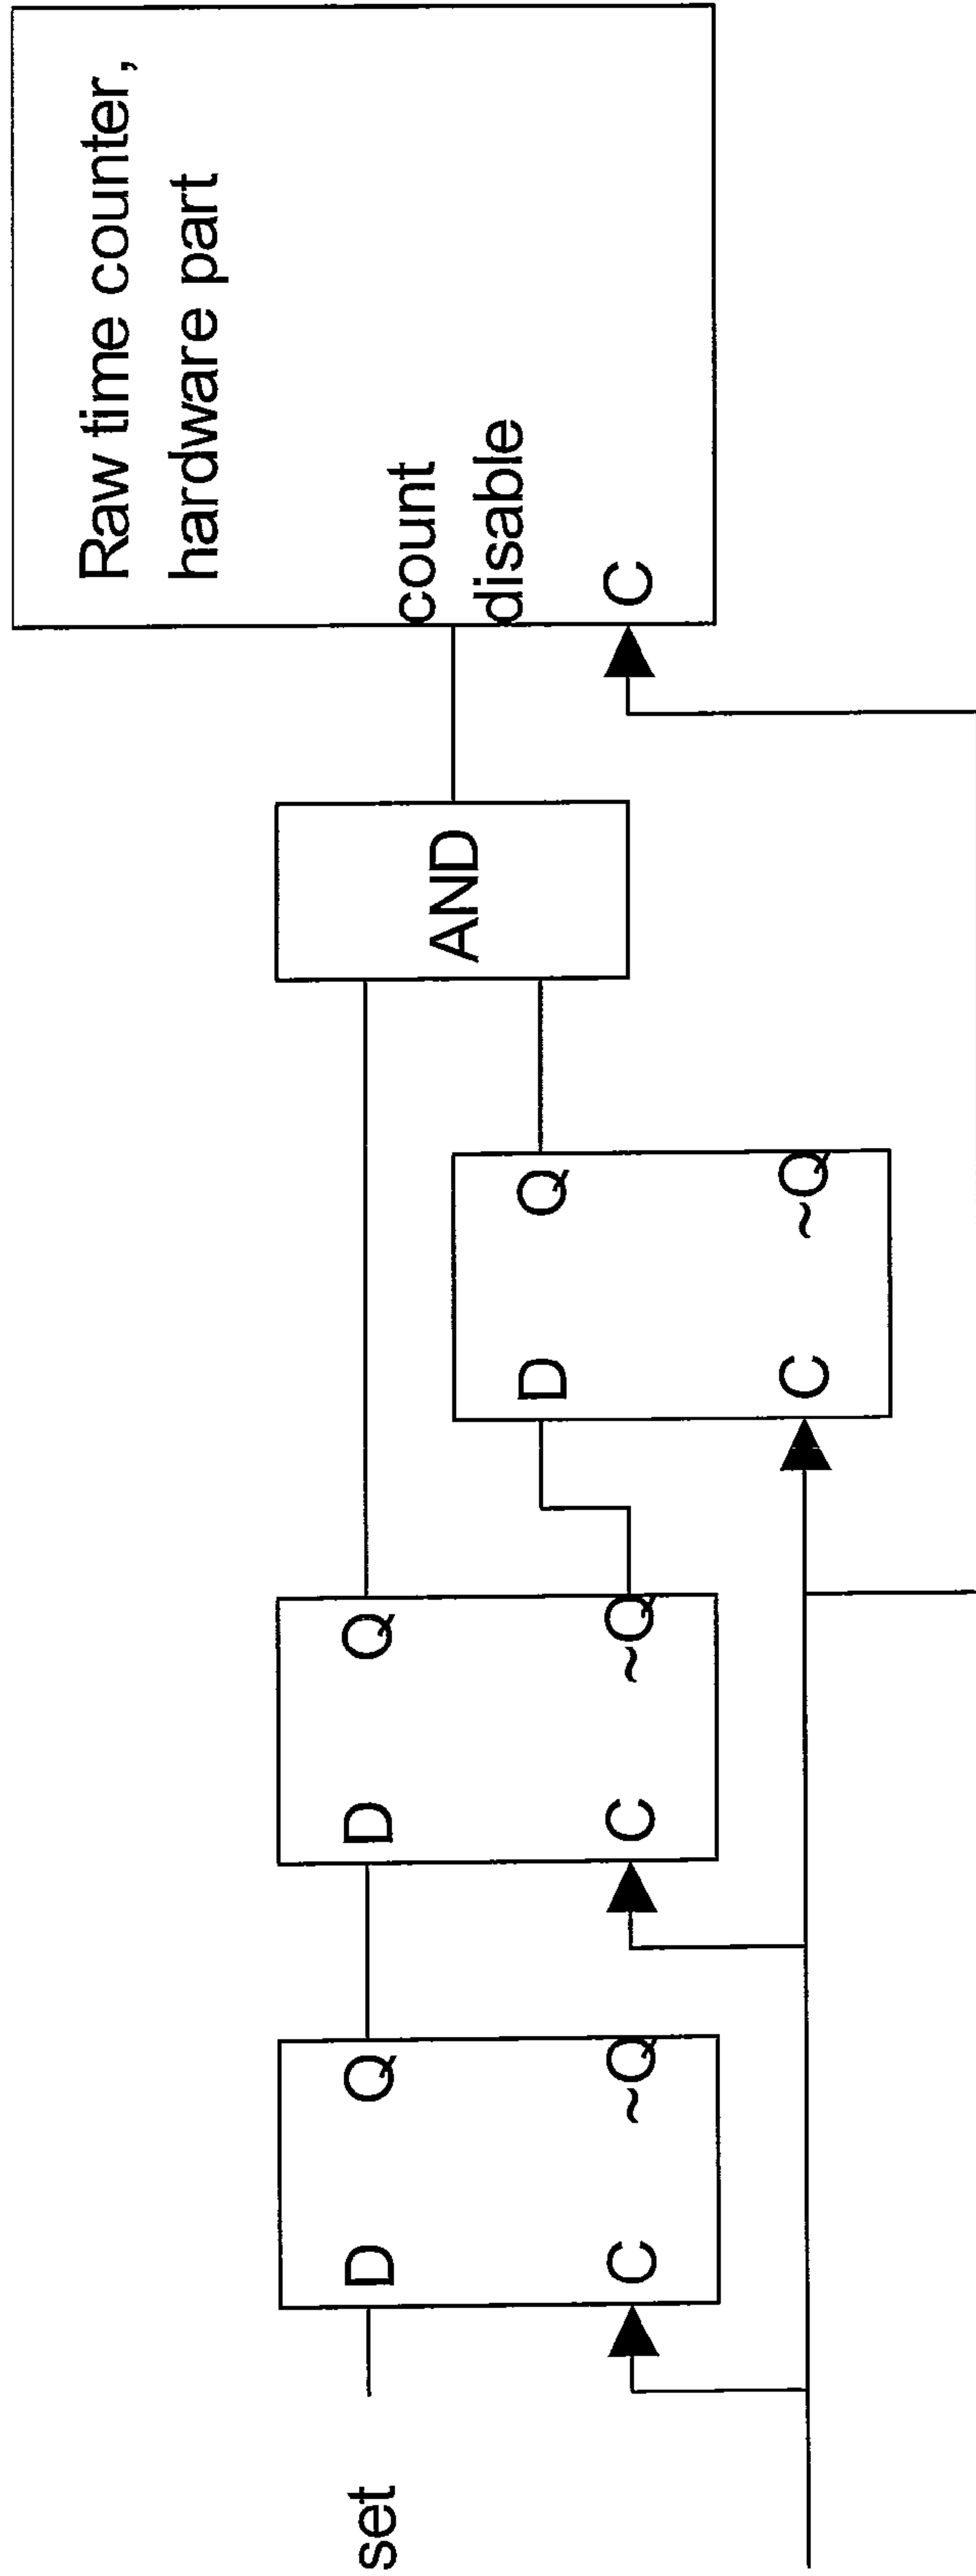 Raw time counter,
hardware part
count
disable
C
AND
D Q
C ~Q
D Q
C ~Q
D Q
C ~Q
set